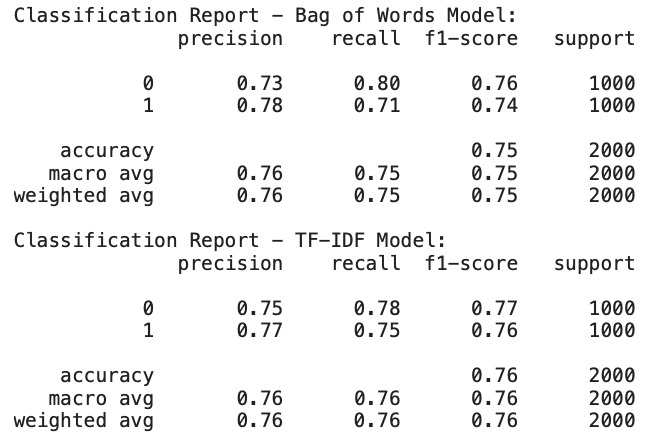 Classification Report – Bag of Words Model:
precision recall f1-score support
0 0.73 0.80 0.76 1000
1 0.78 0.71 0.74 1000
accuracy 0.75 2000
macro avg 0.76 0.75 0.75 2000
weighted avg 0.76 0.75 0.75 2000
Classification Report – TF-IDF Model:
precision recall f1-score support
0 0.75 0.78 0.77 1000
1 0.77 0.75 0.76 1000
accuracy 0.76 2000
macro avg 0.76 0.76 0.76 2000
weighted avg 0.76 0.76 0.76 2000